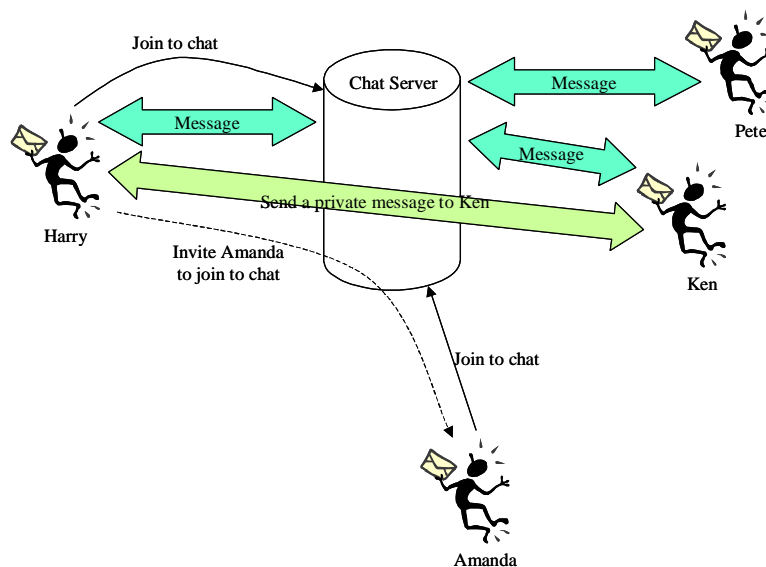 Join to chat
Chat Server
Message
Message
Pete
Message
Send a private message to Ken
Harry
Invite Amanda
to join to chat
Ken
Join to chat
Amanda